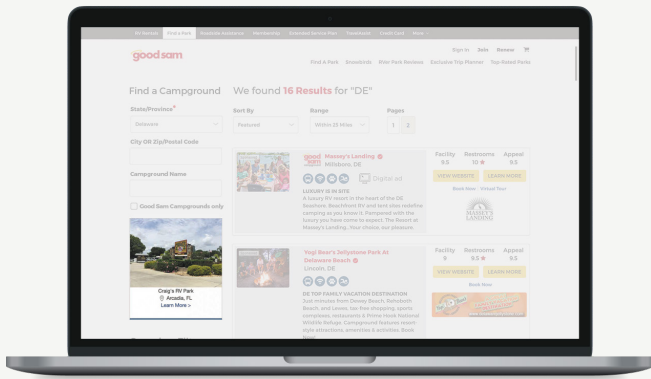 RV Rentals Find a Park Roadside Assistance Membership Extended Service Plan TravelAssist Credit Card More
good sam
Sign In Join Renew
Find A Park Snowbirds RVer Park Reviews Exclusive Trip Planner Top-Rated Parks
Find a Campground
We found 16 Results for "DE"
State/Province*
Delaware
City OR Zip/Postal Code
Campground Name
Good Sam Campgrounds only
Craig's RV Park
Arcadia, FL
Learn More >
Sort By
Featured
Range
Within 25 Miles
Pages
1 2
good sam
Massey's Landing
Millsboro, DE
Digital ad
LUXURY IS IN SITE
A luxury RV resort in the heart of the DE
Seashore. Beachfront RV and tent sites redefine
camping as you know it. Pampered with the
luxury you have come to expect. The Resort at
Massey's Landing... Your choice, our pleasure
Facility Restrooms Appeal
9.5 10★ 9.5
VIEW WEBSITE LEARN MORE
Book Now Virtual Tour
MASSEY'S
LANDING
Yogi Bear's Jellystone Park At
Delaware Beach
Lincoln, DE
DE TOP FAMILY VACATION DESTINATION
Just minutes from Dewey Beach, Rehoboth
Beach, and Lewes, tax-free shopping, sports
complexes, restaurants & Prime Hook National
Wildlife Refuge. Campground features resort-
style attractions, amenities & activities. Book
Now!
Facility Restrooms Appeal
9 9.5★ 9.5
VIEW WEBSITE LEARN MORE
Book Now